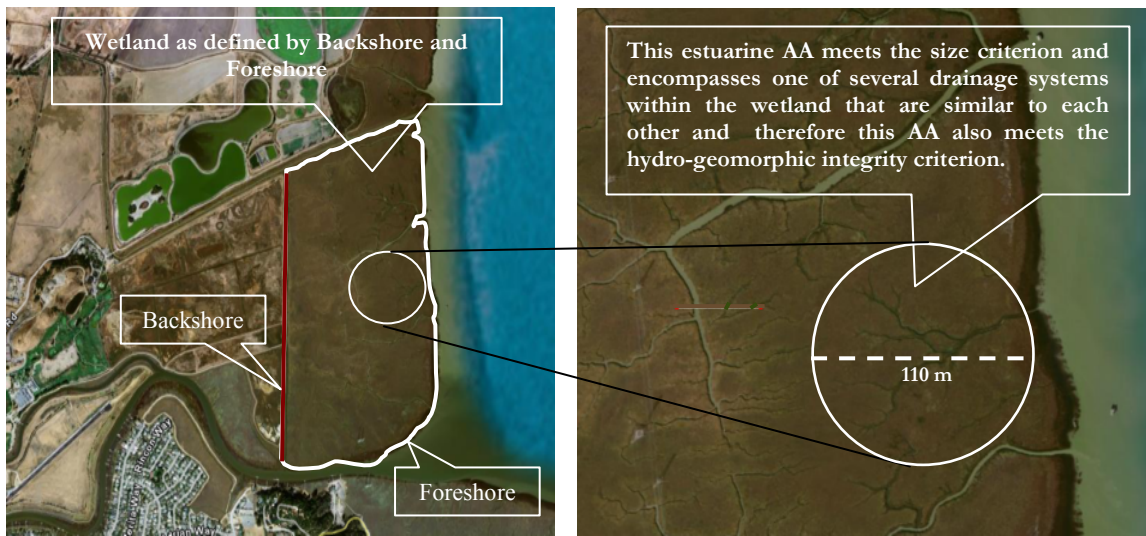 Wetland as defined by Backshore and
Foreshore
Backshore
Foreshore
This estuarine AA meets the size criterion and
encompasses one of several drainage systems
within the wetland that are similar to each
other and therefore this AA also meets the
hydro-geomorphic integrity criterion.
110 m